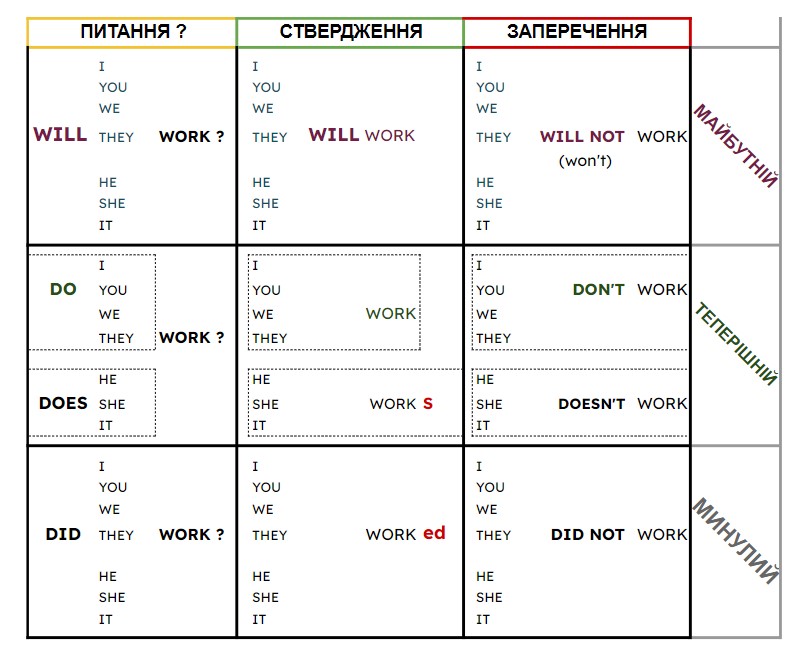 ПИТАННЯ ? СТВЕРДЖЕННЯ ЗАПЕРЕЧЕННЯ
I I I
YOU YOU YOU
WE WE WE
WILL THEY WORK ? THEY WILL WORK THEY WILL NOT WORK
(won't)
HE HE HE
SHE SHE SHE
IT IT IT
МАЙБУТНІЙ
I I I
DO YOU YOU YOU DON'T WORK
WE WE WORK WE
THEY WORK ? THEY THEY
HE HE HE
DOES SHE SHE WORK s SHE DOESN'T WORK
IT IT IT
ТЕПЕРІШНІЙ
I I I
YOU YOU YOU
WE WE WE
DID THEY WORK ? THEY WORK ed THEY DID NOT WORK
HE HE HE
SHE SHE SHE
IT IT IT
МИНУЛИЙ